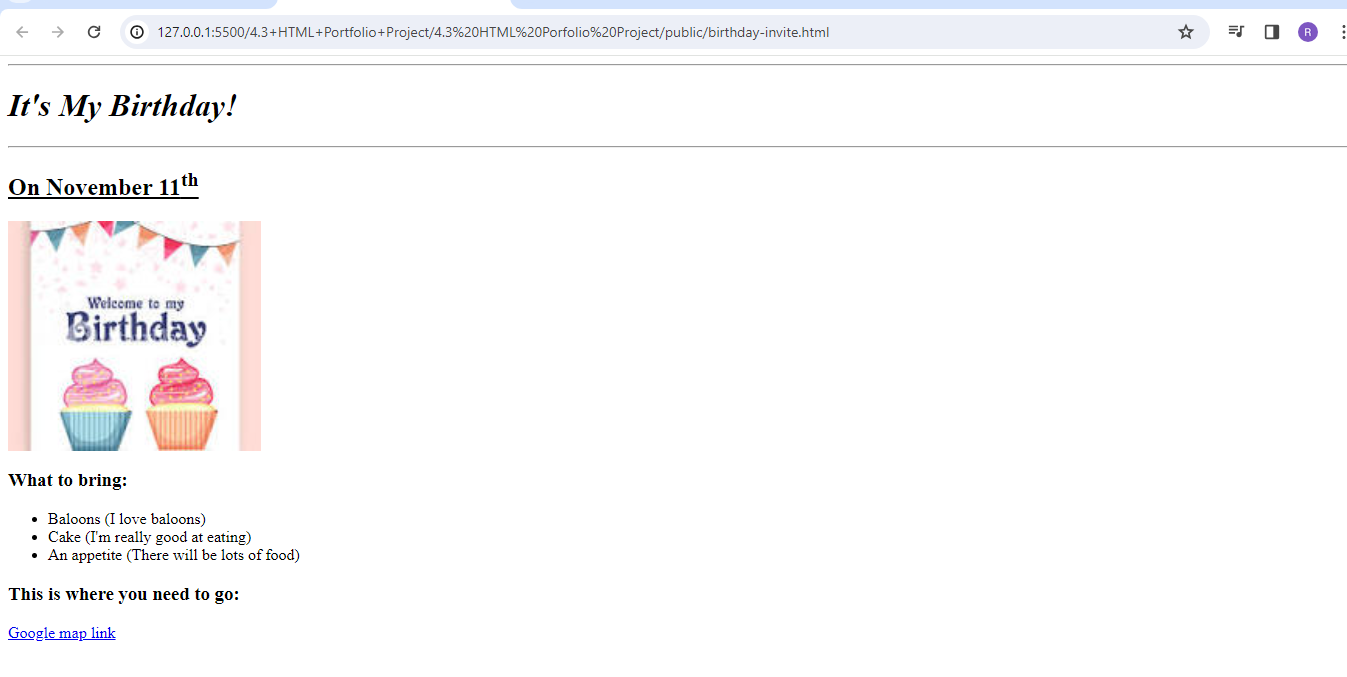 127.0.0.1:5500/4.3+HTML+Portfolio+Project/4.3%20HTML%20Porfolio%20Project/public/birthday-invite.html
R
It's My Birthday!
On November 11th
Welcome to my
Birthday
What to bring:
Baloons (I love baloons)
Cake (I'm really good at eating)
An appetite (There will be lots of food)
This is where you need to go:
Google map link